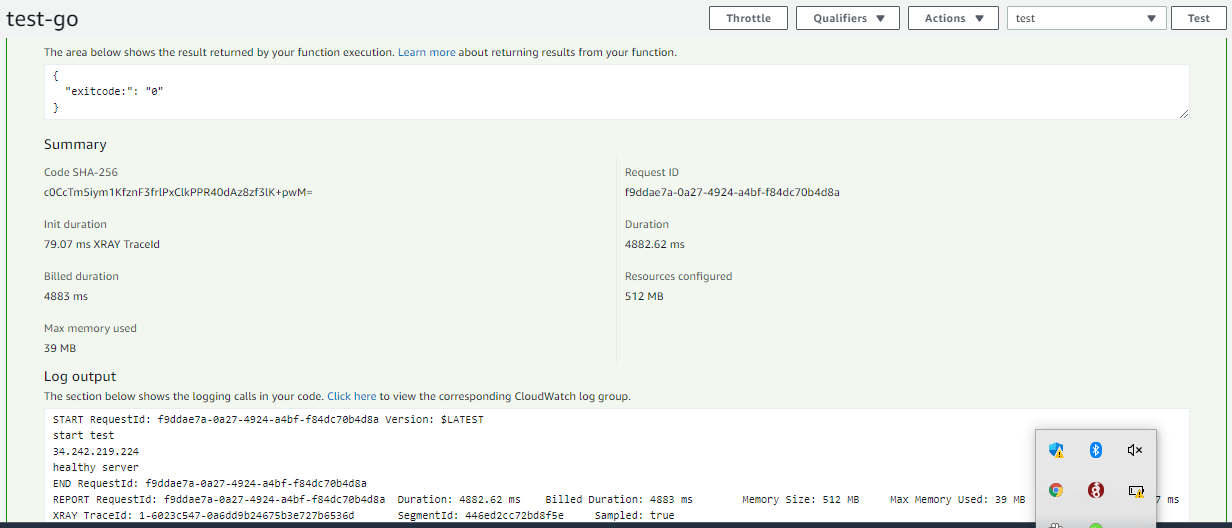 test-go
Throttle
Qualifiers
Actions
test
Test
The area below shows the result returned by your function execution. Learn more about returning results from your function.
{
"exitcode:": "0"
}
Summary
Code SHA-256
c0CcTm5iym1KfznF3frlPxClkPPR40dAz8zf3lK+pwM=
Request ID
f9ddae7a-0a27-4924-a4bf-f84dc70b4d8a
Init duration
79.07 ms XRAY TraceId
Duration
4882.62 ms
Billed duration
4883 ms
Resources configured
512 MB
Max memory used
39 MB
Log output
The section below shows the logging calls in your code. Click here to view the corresponding CloudWatch log group.
START RequestId: f9ddae7a-0a27-4924-a4bf-f84dc70b4d8a Version: $LATEST
start test
34.242.219.224
healthy server
END RequestId: f9ddae7a-0a27-4924-a4bf-f84dc70b4d8a
REPORT RequestId: f9ddae7a-0a27-4924-a4bf-f84dc70b4d8a Duration: 4882.62 ms Billed Duration: 4883 ms Memory Size: 512 MB Max Memory Used: 39 MB 7 ms
XRAY TraceId: 1-6023c547-0a6dd9b24675b3e727b6536d SegmentId: 446ed2cc72bd8f5e Sampled: true